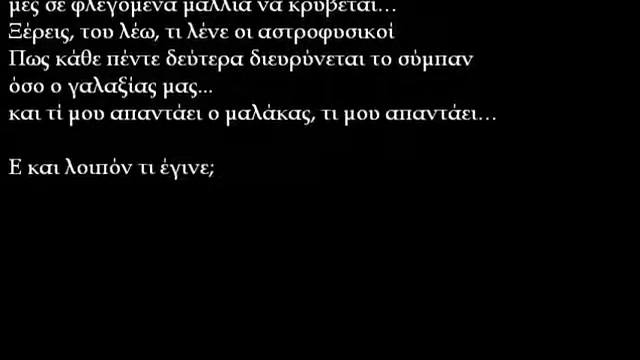 μες σε φλεγόμενα μαλλιά να κρύβεται...
Ξέρεις, του λέω, τι λένε οι αστροφυσικοί
Πως κάθε πέντε δεύτερα διευρύνεται το σύμπαν
όσο ο γαλαξίας μας...
και τί μου απαντάει ο μαλάκας, τι μου απαντάει...
Ε και λοιπόν τι έγινε;